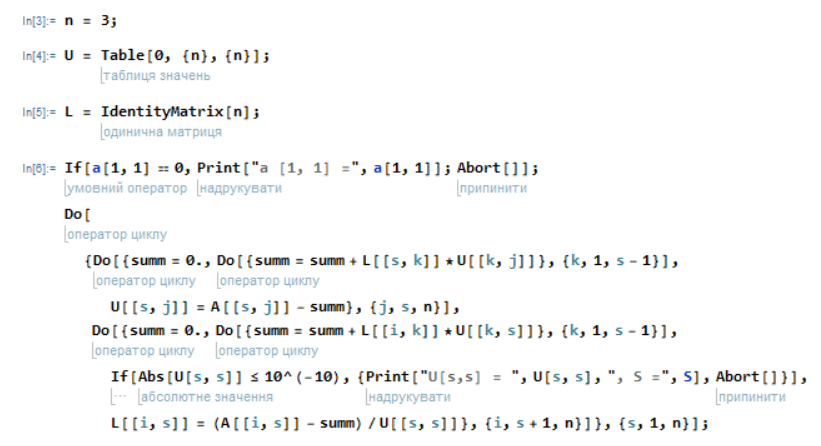 In[3]:= n = 3;
In[4]:= U = Table[0, {n}, {n}];
таблиця значень
In[5]:= L = IdentityMatrix[n];
одинична матриця
In[6]:= If[a[1, 1] == 0, Print["a [1, 1] =", a[1, 1]]; Abort[]];
умовний оператор надрукувати припинити
Do[
оператор циклу
{Do[{summ = 0., Do[{summ = summ + L[[s, k]] * U[[k, j]]}, {k, 1, s - 1}],
оператор циклу оператор циклу
U[[s, j]] = A[[s, j]] - summ}, {j, s, n}],
Do[{summ = 0., Do[{summ = summ + L[[i, k]] * U[[k, s]]}, {k, 1, s - 1}],
оператор циклу оператор циклу
If[Abs[U[s, s]] ≤ 10^(-10), {Print["U[s,s] = ", U[s, s], ", S =", S], Abort[]}],
⋯ абсолютне значення надрукувати припинити
L[[i, s]] = (A[[i, s]] - summ) / U[[s, s]]}, {i, s + 1, n}]}, {s, 1, n}];